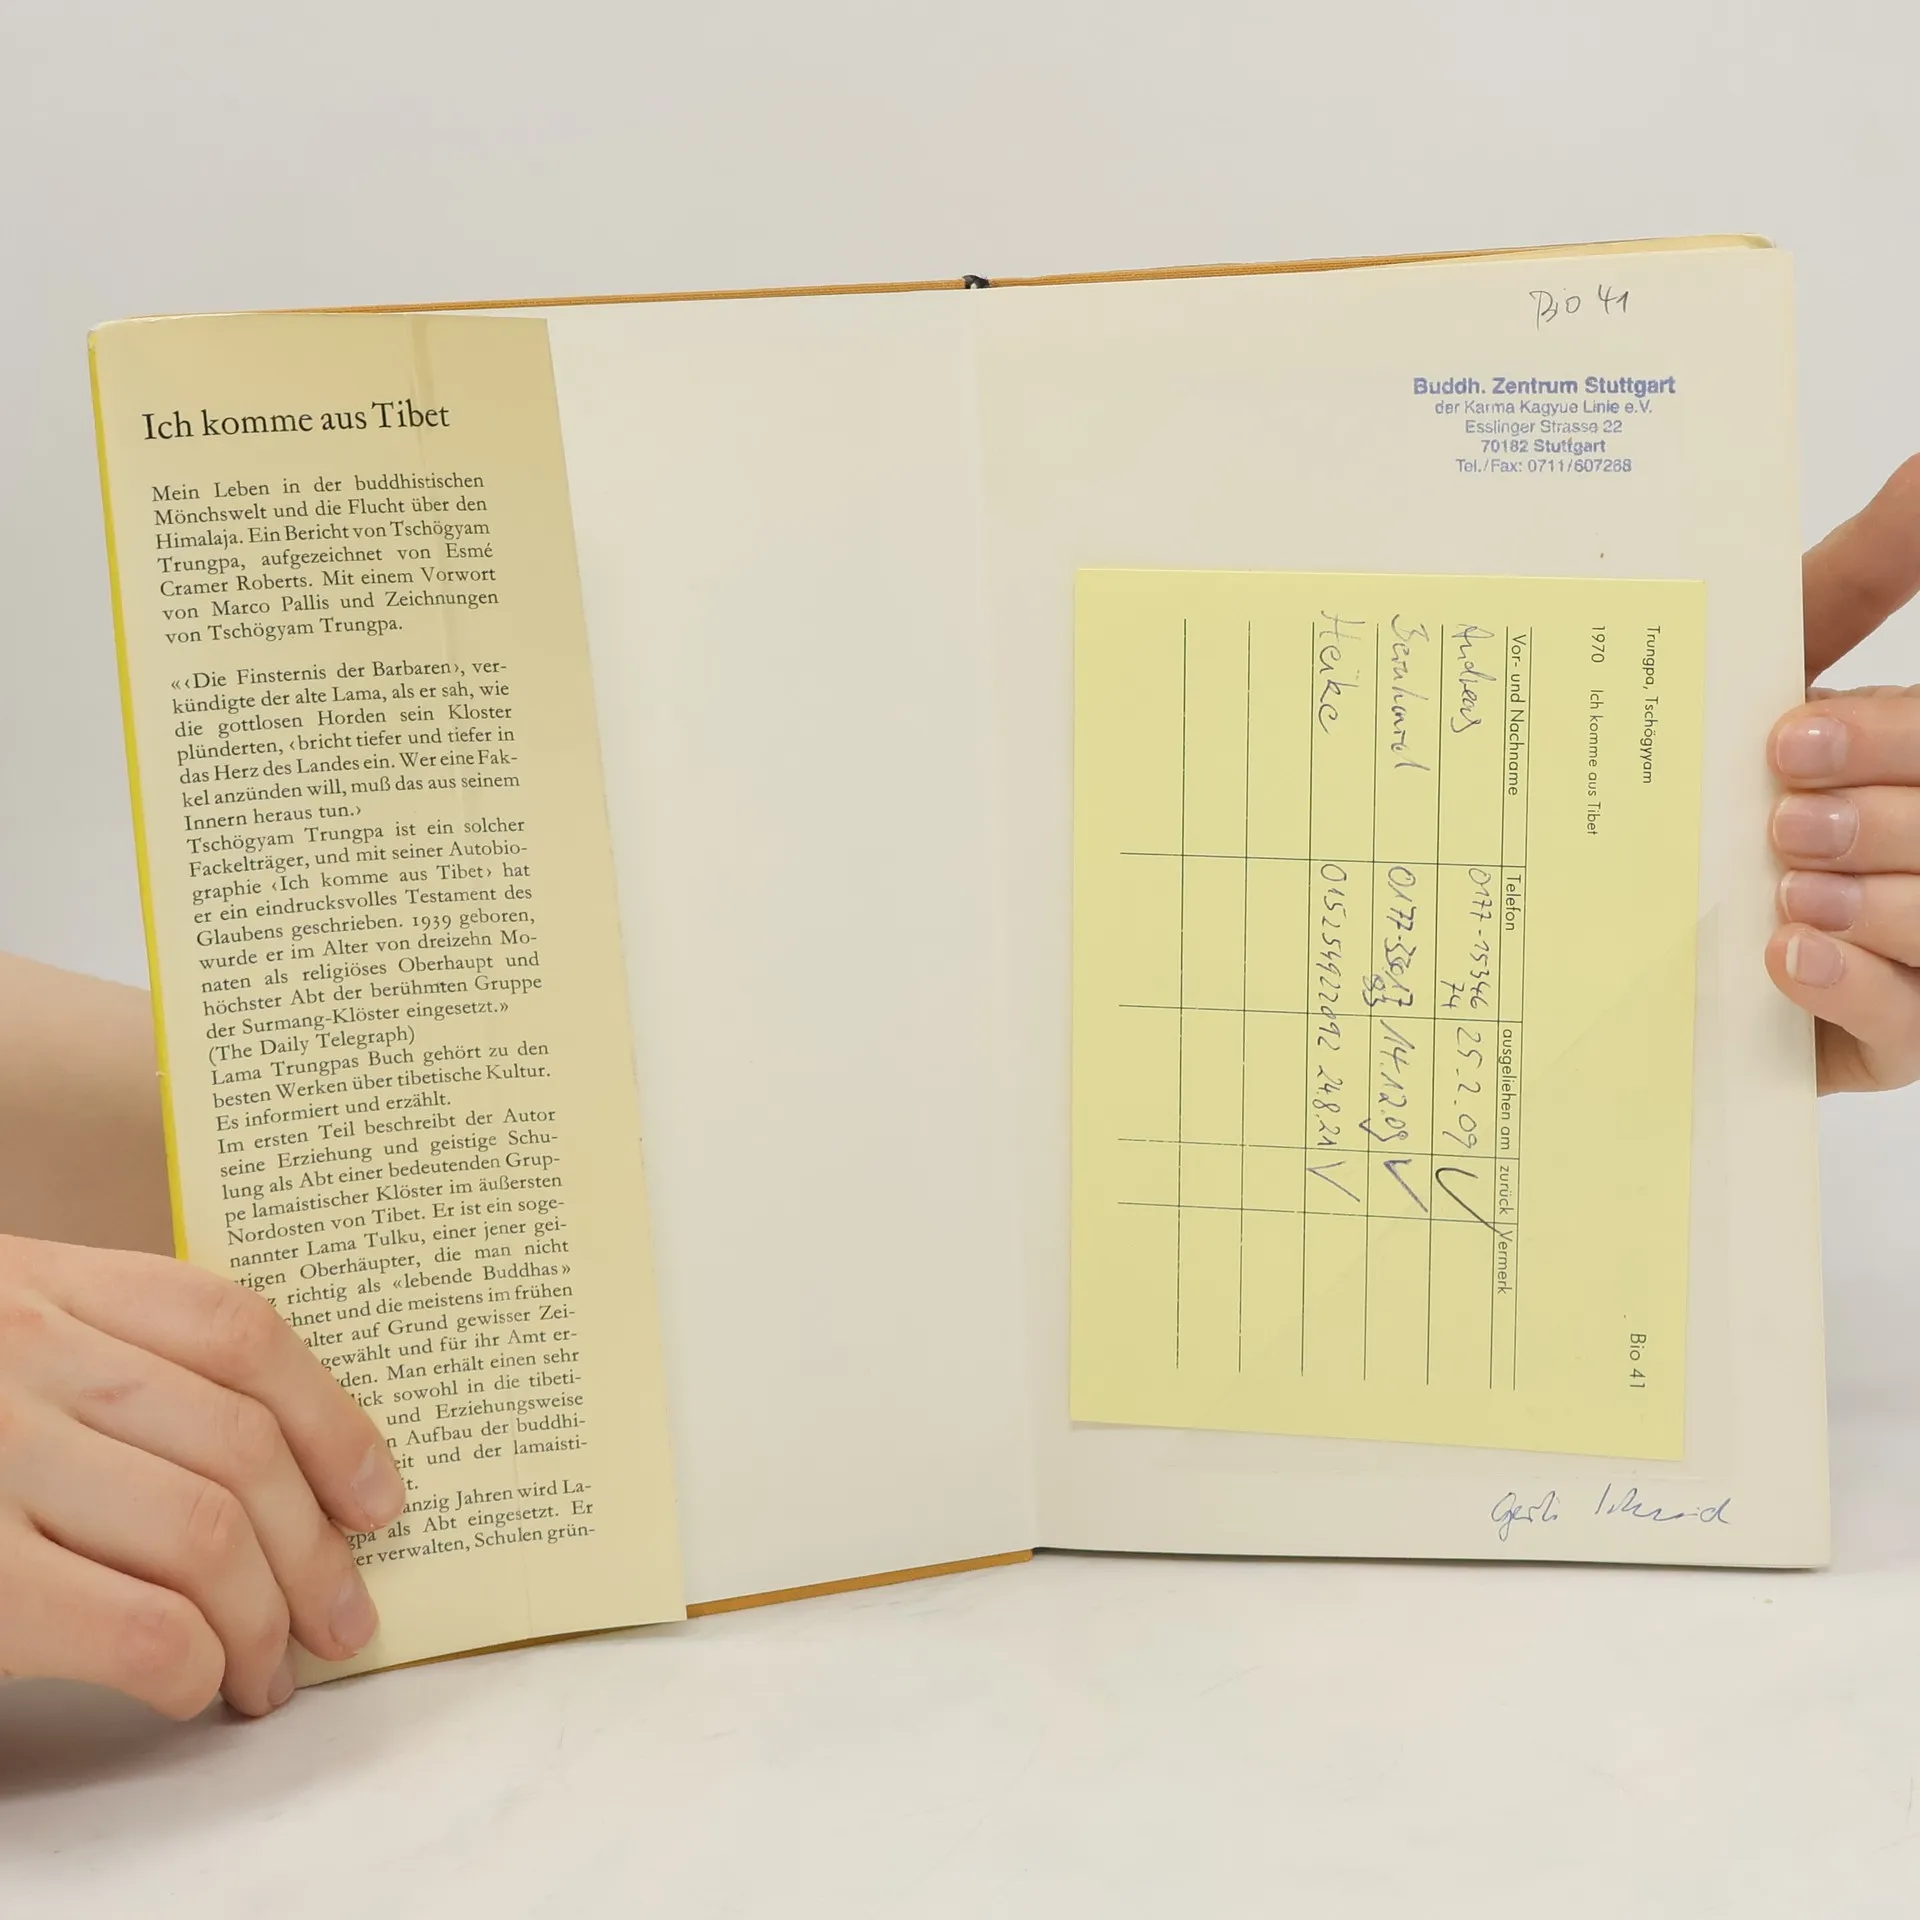 Ich komme aus Tibet
Mein Leben in der buddhistischen
Mönchswelt und die Flucht über den
Himalaja. Ein Bericht von Tschögyam
Trungpa, aufgezeichnet von Esmé
Cramer Roberts. Mit einem Vorwort
von Marco Pallis und Zeichnungen
von Tschögyam Trungpa.
«‹Die Finsternis der Barbaren›, ver-
kündigte der alte Lama, als er sah, wie
die gottlosen Horden sein Kloster
plünderten, ‹bricht tiefer und tiefer in
das Herz des Landes ein. Wer eine Fak-
kel anzünden will, muß das aus seinem
Innern heraus tun.›
Tschögyam Trungpa ist ein solcher
Fackelträger, und mit seiner Autobio-
graphie ‹Ich komme aus Tibet› hat
er ein eindrucksvolles Testament des
Glaubens geschrieben. 1939 geboren,
wurde er im Alter von dreizehn Mo-
naten als religiöses Oberhaupt und
höchster Abt der berühmten Gruppe
der Surmang-Klöster eingesetzt.»
(The Daily Telegraph)
Lama Trungpas Buch gehört zu den
besten Werken über tibetische Kultur.
Es informiert und erzählt.
Im ersten Teil beschreibt der Autor
seine Erziehung und geistige Schu-
lung als Abt einer bedeutenden Grup-
pe lamaistischer Klöster im äußersten
Nordosten von Tibet. Er ist ein soge-
nannter Lama Tulku, einer jener gei-
stigen Oberhäupter, die man nicht
richtig als «lebende Buddhas»
und die meistens im frühen
auf Grund gewisser Zei-
gewählt und für ihr Amt er-
Man erhält einen sehr
sowohl in die tibeti-
und Erziehungsweise
Aufbau der buddhi-
und der lamaisti-
Jahren wird La-
als Abt eingesetzt. Er
verwalten, Schulen grün-
Bio 41
Buddh. Zentrum Stuttgart
der Karma Kagyue Linie e.V.
Esslinger Strasse 22
70182 Stuttgart
Tel./Fax: 0711/607268
Trungpa, Tschögyam Bio 41
1970 Ich komme aus Tibet
Vor- und Nachname Telefon ausgeliehen am zurück Vermerk
Andreas 0177-15346 25.2.09 ✓
74
Bernhard 14.12.09 ✓
Heike 015254922092 24.8.21 ✓